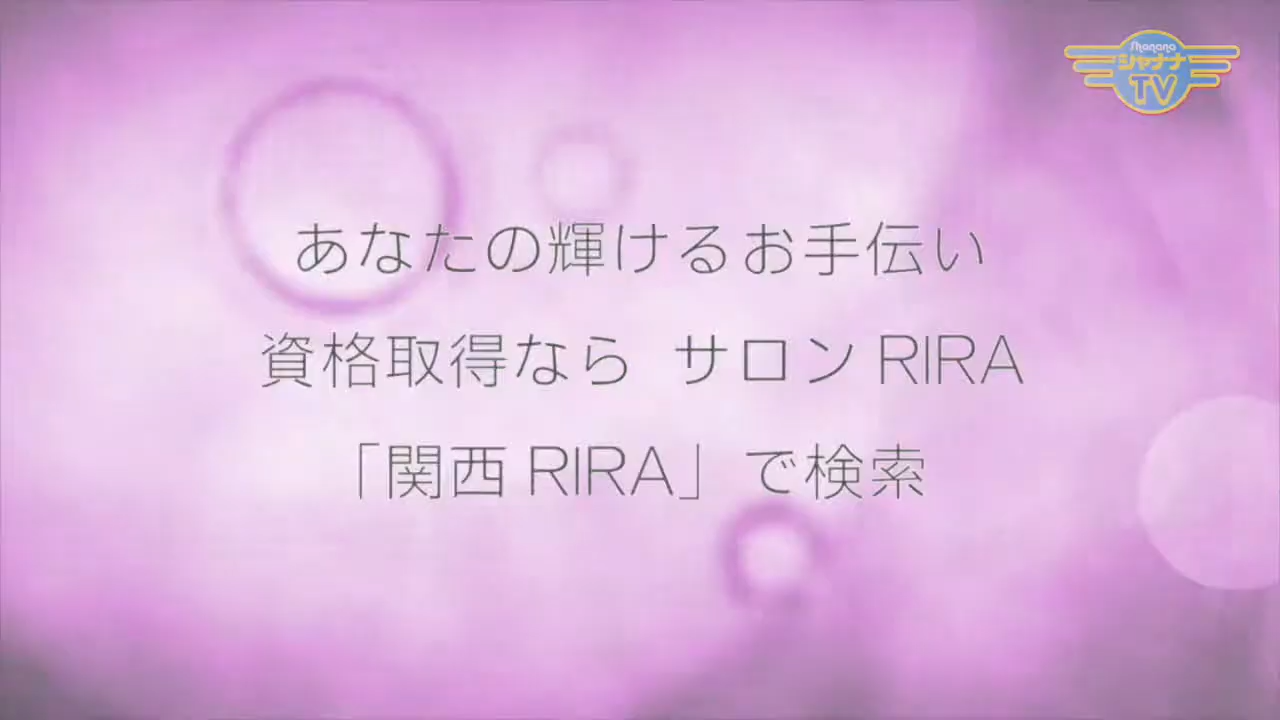 Shanana
シャナナ
TV
あなたの輝けるお手伝い
資格取得なら サロン RIRA
「関西 RIRA」で検索